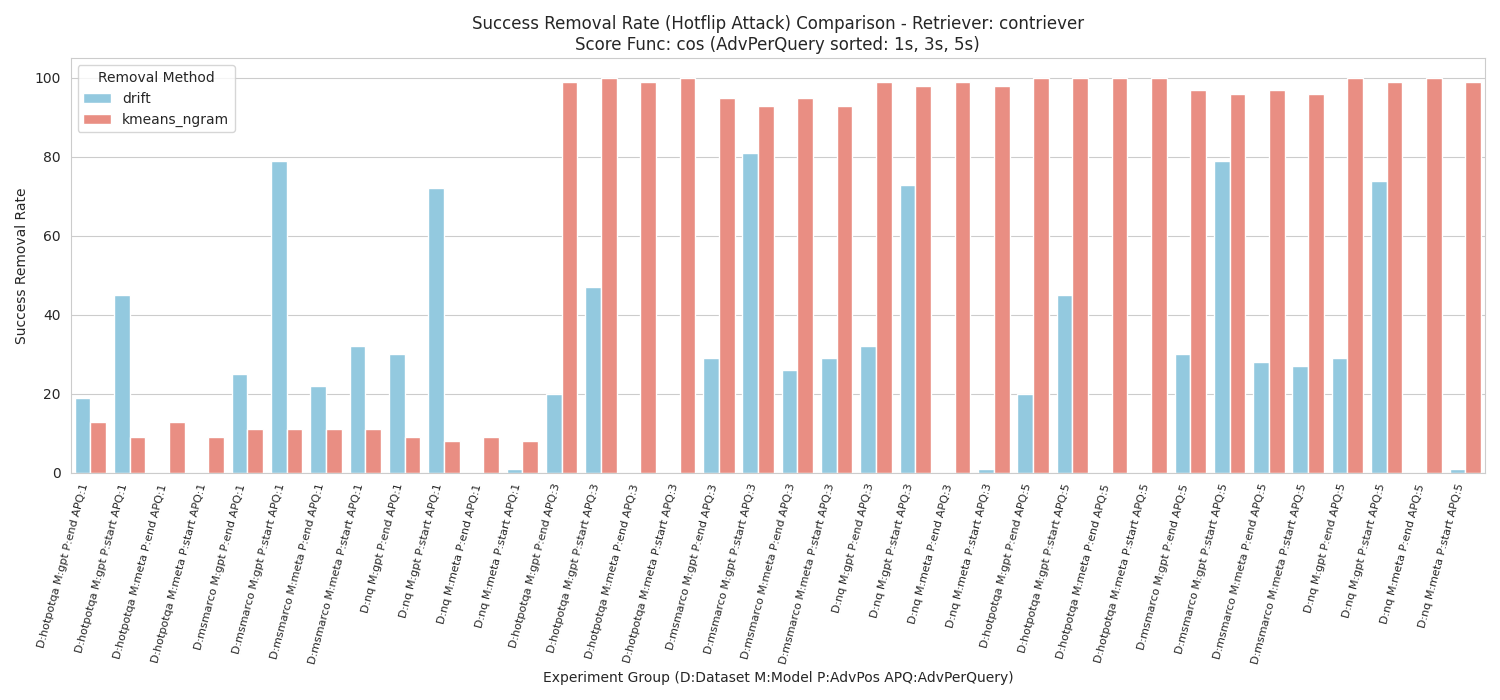 Success Removal Rate (Hotflip Attack) Comparison - Retriever: contriever
Score Func: cos (AdvPerQuery sorted: 1s, 3s, 5s)
Removal Method
drift
kmeans_ngram
Success Removal Rate
100
80
60
40
20
0
D:hotpotqa M:gpt P:end APQ:1
D:hotpotqa M:gpt P:start APQ:1
D:hotpotqa M:meta P:end APQ:1
D:hotpotqa M:meta P:start APQ:1
D:msmarco M:gpt P:end APQ:1
D:msmarco M:gpt P:start APQ:1
D:msmarco M:meta P:end APQ:1
D:msmarco M:meta P:start APQ:1
D:nq M:gpt P:end APQ:1
D:nq M:gpt P:start APQ:1
D:nq M:meta P:end APQ:1
D:nq M:meta P:start APQ:1
D:hotpotqa M:gpt P:end APQ:3
D:hotpotqa M:gpt P:start APQ:3
D:hotpotqa M:meta P:end APQ:3
D:hotpotqa M:meta P:start APQ:3
D:msmarco M:gpt P:end APQ:3
D:msmarco M:gpt P:start APQ:3
D:msmarco M:meta P:end APQ:3
D:msmarco M:meta P:start APQ:3
D:nq M:gpt P:end APQ:3
D:nq M:gpt P:start APQ:3
D:nq M:meta P:end APQ:3
D:nq M:meta P:start APQ:3
D:hotpotqa M:gpt P:end APQ:5
D:hotpotqa M:gpt P:start APQ:5
D:hotpotqa M:meta P:end APQ:5
D:hotpotqa M:meta P:start APQ:5
D:msmarco M:gpt P:end APQ:5
D:msmarco M:gpt P:start APQ:5
D:msmarco M:meta P:end APQ:5
D:msmarco M:meta P:start APQ:5
D:nq M:gpt P:end APQ:5
D:nq M:gpt P:start APQ:5
D:nq M:meta P:end APQ:5
D:nq M:meta P:start APQ:5
Experiment Group (D:Dataset M:Model P:AdvPos APQ:AdvPerQuery)